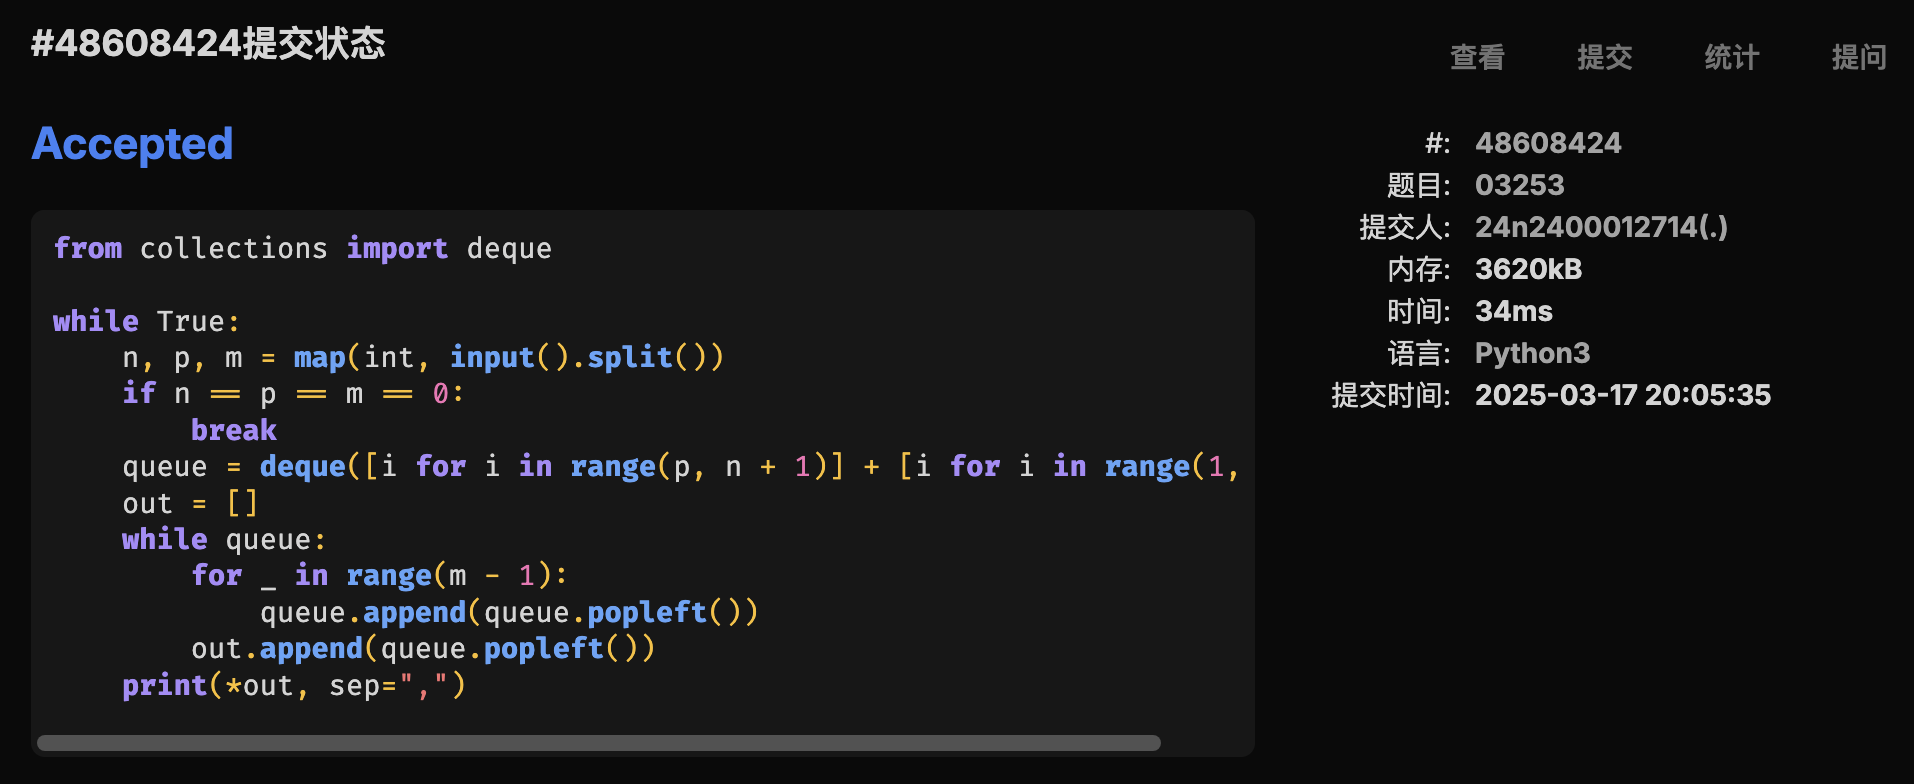 #48608424提交状态
查看 提交 统计 提问
Accepted
from collections import deque
while True:
    n, p, m = map(int, input().split())
    if n == p == m == 0:
        break
    queue = deque([i for i in range(p, n + 1)] + [i for i in range(1,
    out = []
    while queue:
        for _ in range(m - 1):
            queue.append(queue.popleft())
        out.append(queue.popleft())
    print(*out, sep=",")
#: 48608424
题目: 03253
提交人: 24n2400012714(.)
内存: 3620kB
时间: 34ms
语言: Python3
提交时间: 2025-03-17 20:05:35